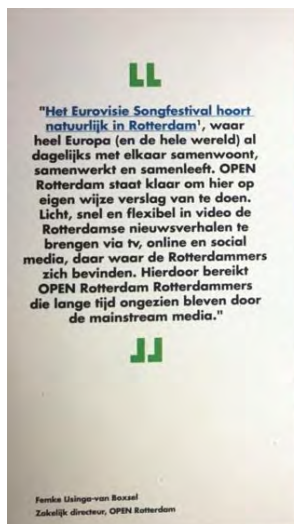 "Het Eurovisie Songfestival hoort
natuurlijk in Rotterdam¹, waar
heel Europa (en de hele wereld) al
dagelijks met elkaar samenwoont,
samenwerkt en samenleeft. OPEN
Rotterdam staat klaar om hier op
eigen wijze verslag van te doen.
Licht, snel en flexibel in video de
Rotterdamse nieuwsverhalen te
brengen via tv, online en social
media, daar waar de Rotterdammers
zich bevinden. Hierdoor bereikt
OPEN Rotterdam Rotterdammers
die lange tijd ongezien bleven door
de mainstream media."
Femke Usinga-van Boxsel
Zakelijk directeur, OPEN Rotterdam